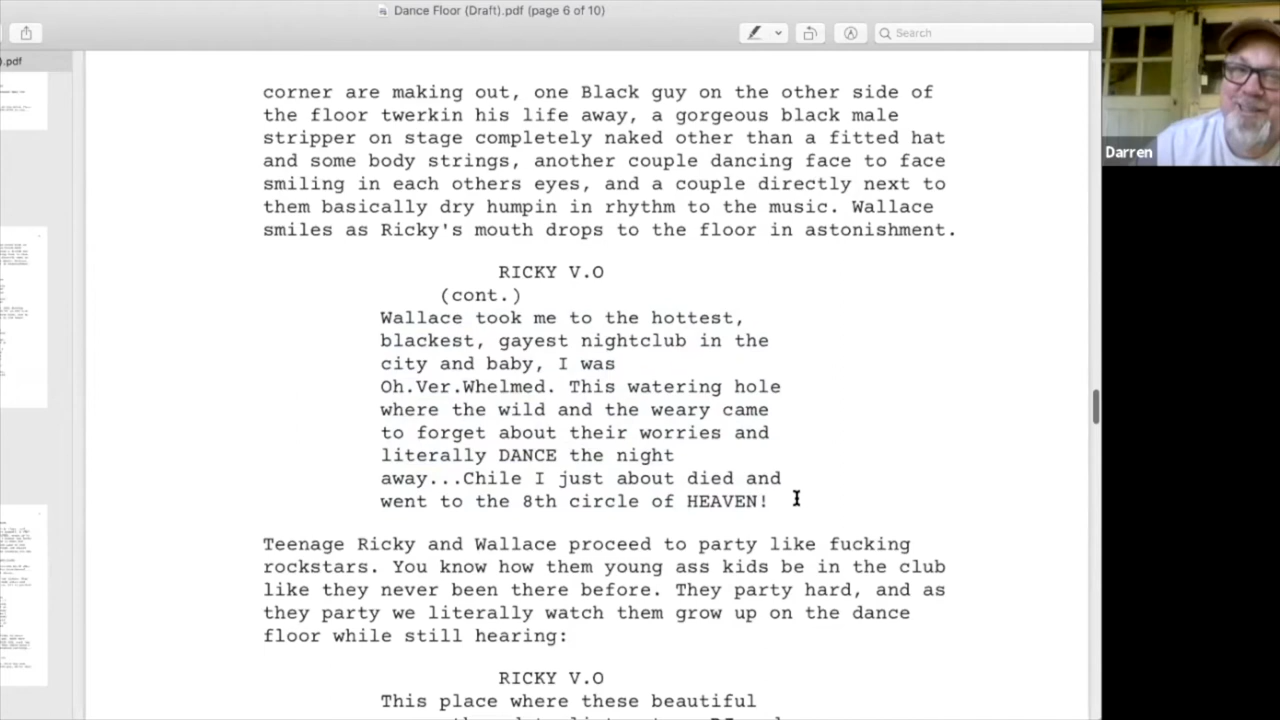 Dance Floor (Draft).pdf (page 6 of 10)
Search
).pdf
corner are making out, one Black guy on the other side of
the floor twerkin his life away, a gorgeous black male
stripper on stage completely naked other than a fitted hat
and some body strings, another couple dancing face to face
smiling in each others eyes, and a couple directly next to
them basically dry humpin in rhythm to the music. Wallace
smiles as Ricky's mouth drops to the floor in astonishment.
RICKY V.O
(cont.)
Wallace took me to the hottest,
blackest, gayest nightclub in the
city and baby, I was
Oh.Ver.Whelmed. This watering hole
where the wild and the weary came
to forget about their worries and
literally DANCE the night
away...Chile I just about died and
went to the 8th circle of HEAVEN!
Teenage Ricky and Wallace proceed to party like fucking
rockstars. You know how them young ass kids be in the club
like they never been there before. They party hard, and as
they party we literally watch them grow up on the dance
floor while still hearing:
RICKY V.O
This place where these beautiful
Darren